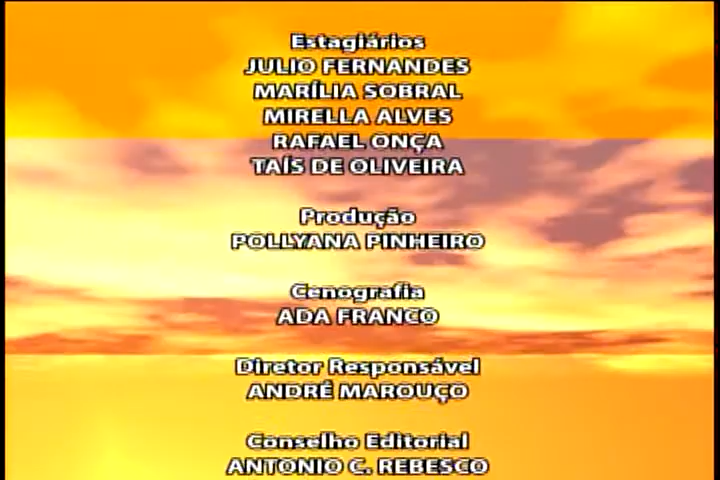 Estagiários
JULIO FERNANDES
MARÍLIA SOBRAL
MIRELLA ALVES
RAFAEL ONÇA
TAÍS DE OLIVEIRA
Produção
POLLYANA PINHEIRO
Cenografia
ADA FRANCO
Diretor Responsável
ANDRÉ MAROUÇO
Conselho Editorial
ANTONIO C. REBESCO